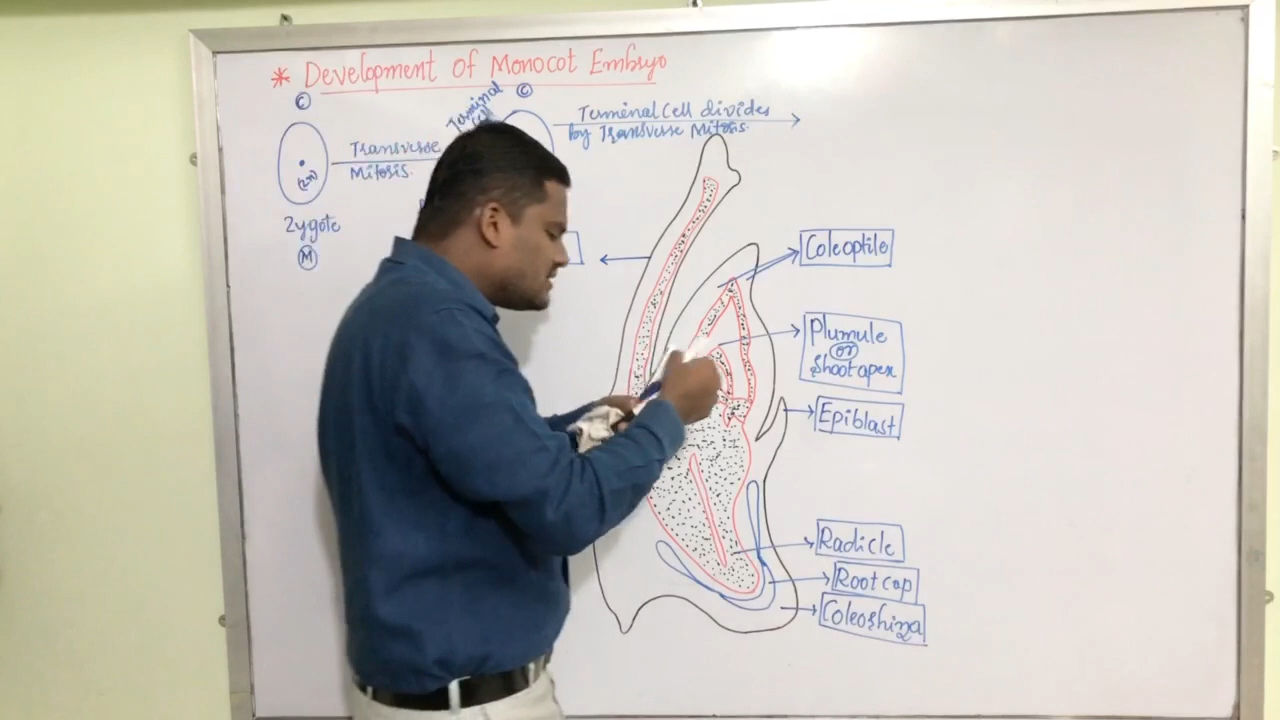 * Development of Monocot Embryo
C
C
Terminal
Cell
Transverse
Mitosis.
(2n)
Zygote
M
Terminal Cell divides
by Transverse Mitosis.
Coleoptile
Plumule
or
Shoot apex
Epiblast
Radicle
Root cap
Coleorhiza